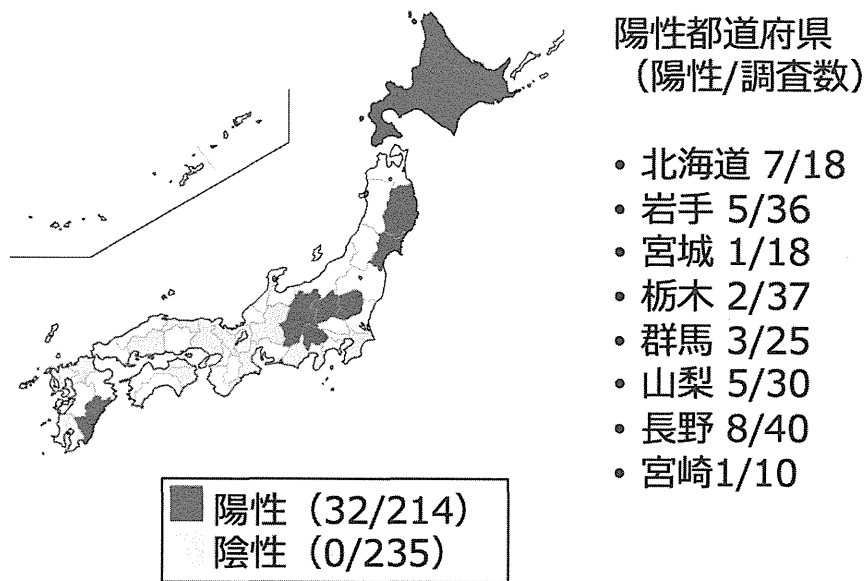 陽性都道府県
（陽性/調査数）
• 北海道 7/18
• 岩手 5/36
• 宮城 1/18
• 栃木 2/37
• 群馬 3/25
• 山梨 5/30
• 長野 8/40
• 宮崎1/10
陽性（32/214）
陰性（0/235）